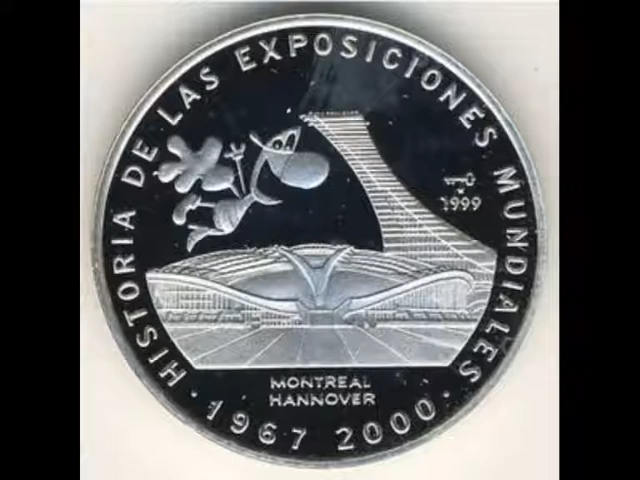 HISTORIA DE LAS EXPOSICIONES MUNDIALES
1999
MONTREAL
HANNOVER
· 1967 2000 ·